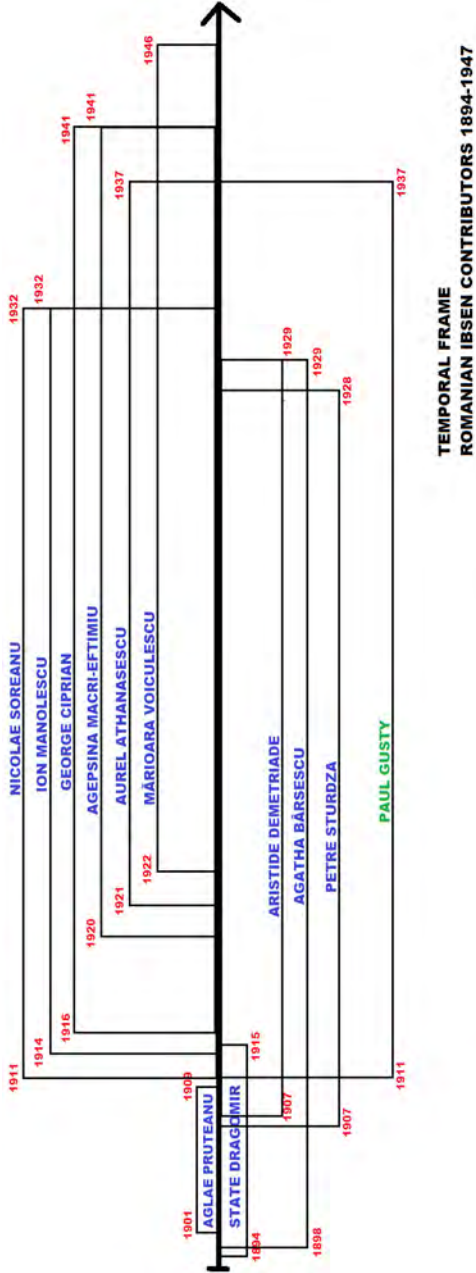 1911
NICOLAE SOREANU
1932
1914
ION MANOLESCU
1932
1916
GEORGE CIPRIAN
1941
1920
AGEPSINA MACRI-EFTIMIU
1941
1921
AUREL ATHANASESCU
1937
1922
MĂRIOARA VOICULESCU
1946
1901
AGLAE PRUTEANU
1909
1894
STATE DRAGOMIR
1915
1907
ARISTIDE DEMETRIADE
1929
1898
AGATHA BÂRSESCU
1929
1907
PETRE STURDZA
1928
1911
PAUL GUSTY
1937
TEMPORAL FRAME
ROMANIAN IBSEN CONTRIBUTORS 1894-1947